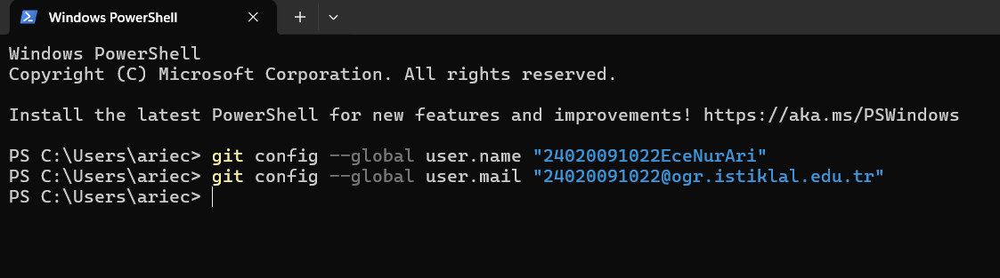 Windows PowerShell
Windows PowerShell
Copyright (C) Microsoft Corporation. All rights reserved.
Install the latest PowerShell for new features and improvements! https://aka.ms/PSWindows
PS C:\Users\ariec> git config --global user.name "24020091022EceNurAri"
PS C:\Users\ariec> git config --global user.mail "24020091022@ogr.istiklal.edu.tr"
PS C:\Users\ariec>